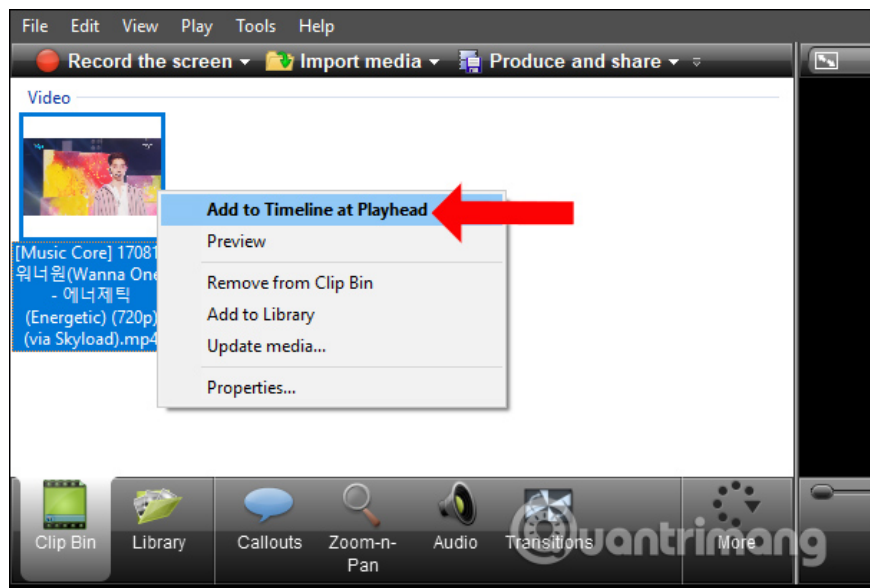 File Edit View Play Tools Help
Record the screen Import media Produce and share
Video
Add to Timeline at Playhead
Preview
[Music Core] 17081
워너원(Wanna One
- 에너제틱
(Energetic) (720p)
(via Skyload).mp4
Remove from Clip Bin
Add to Library
Update media...
Properties...
Clip Bin Library Callouts Zoom-n-
Pan Audio Transitions More
Quantrimang